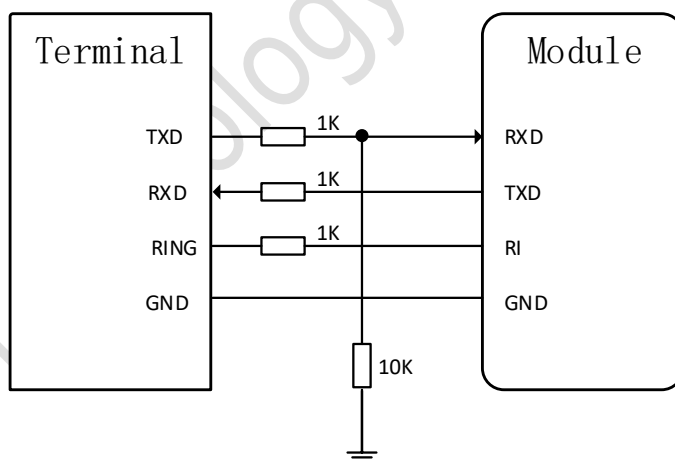 Terminal
Module
TXD
1K
RXD
RXD
1K
TXD
RING
1K
RI
GND
GND
10K